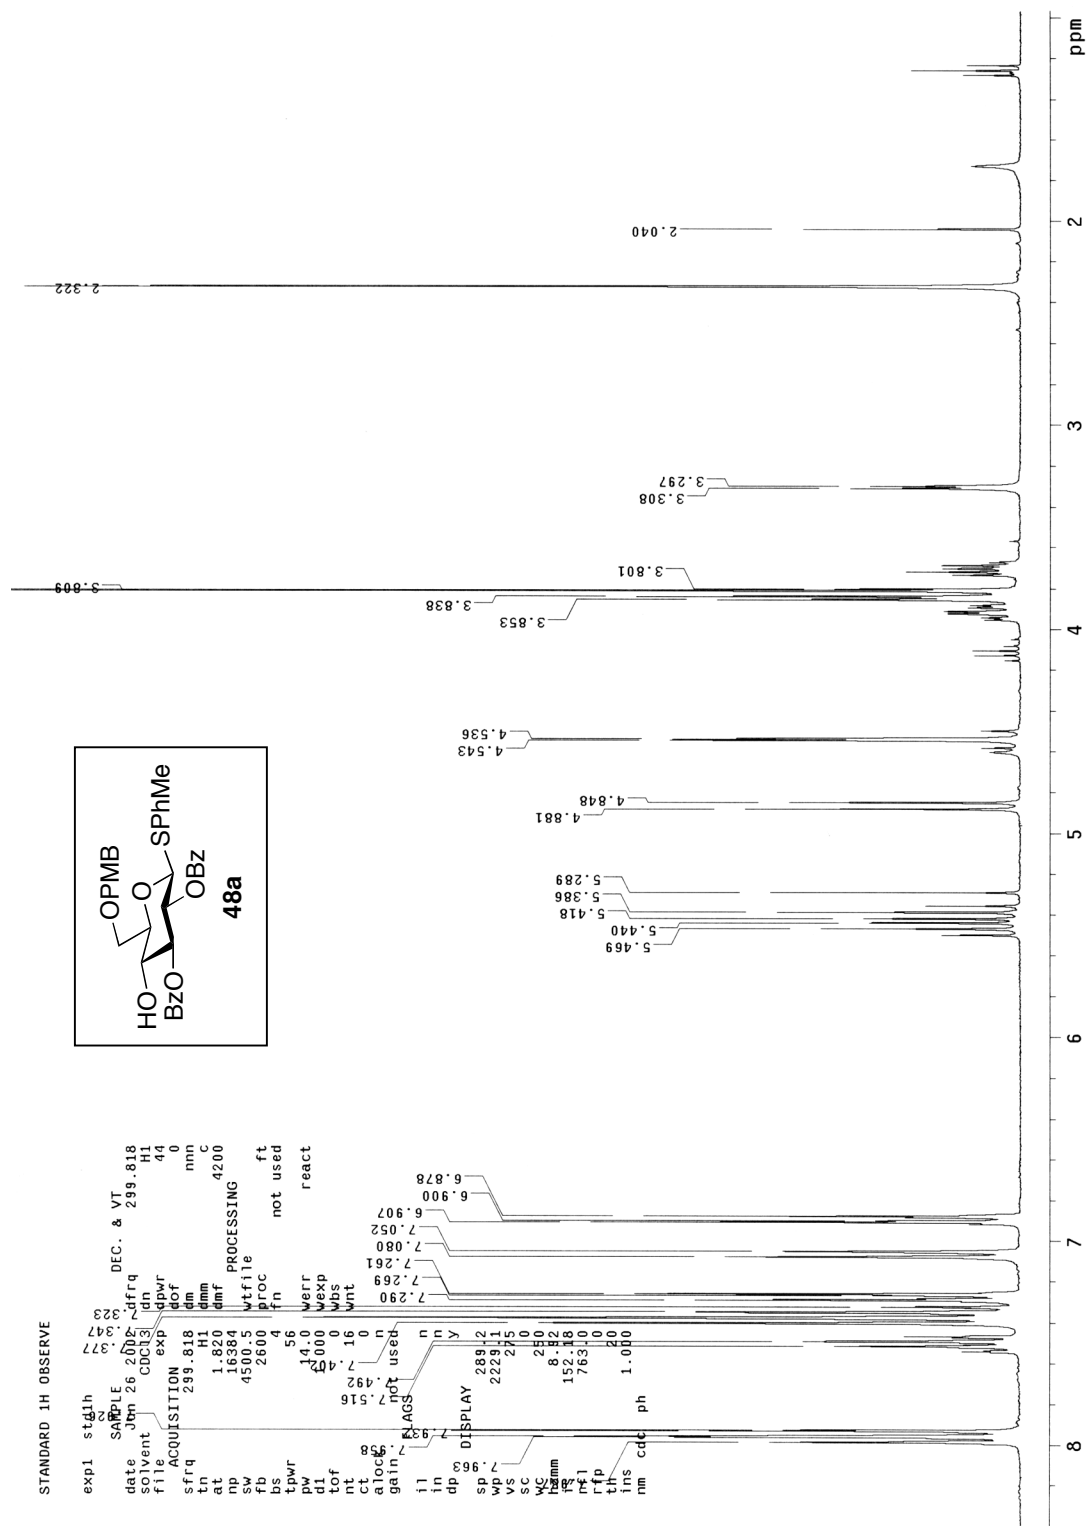 STANDARD 1H OBSERVE
exp1 std1h
SAMPLE DEC. & VT
date Jun 26 2002 dfrq 299.818
solvent CDCl3 dn H1
file exp dpwr 44
ACQUISITION dof 0
sfrq 299.818 dm nnn
tn H1 dmm c
at 1.820 dmf 4200
np 16384 PROCESSING
sw 4500.5 wtfile
fb 2600 proc ft
bs 4 fn not used
tpwr 56
pw 14.0 werr
d1 wexp react
tof 0 wbs
nt 16 wnt
ct 0
alock n
gain not used
FLAGS
il n
in n
dp y
DISPLAY
sp 289.2
wp 2229.1
vs 275
sc 0
wc 250
hzmm 8.92
is 152.18
rfl 763.0
rfp 0
th 20
ins 1.000
nm cdc ph
HO
BzO
OPMB
O
SPhMe
OBz
48a
7.963
7.958
7.937
7.926
7.516
7.492
7.402
7.377
7.347
7.323
7.290
7.269
7.261
7.080
7.052
6.907
6.900
6.878
5.469
5.440
5.418
5.386
5.289
4.881
4.848
4.543
4.536
3.853
3.838
3.809
3.801
3.308
3.297
2.322
2.040
8
7
6
5
4
3
2
ppm